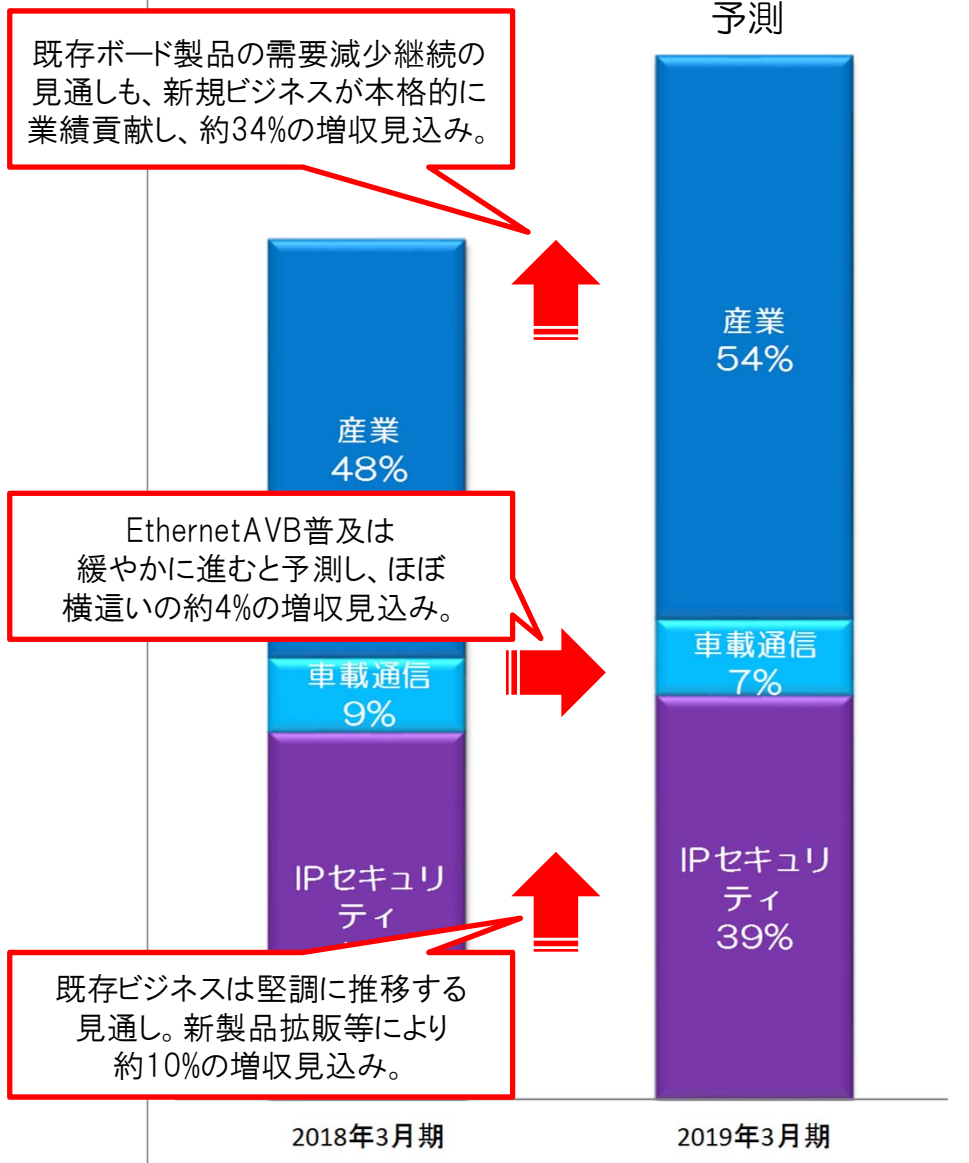 予測
既存ボード製品の需要減少継続の
見通しも、新規ビジネスが本格的に
業績貢献し、約34%の増収見込み。
産業
54%
産業
48%
EthernetAVB普及は
緩やかに進むと予測し、ほぼ
横這いの約4%の増収見込み。
車載通信
7%
車載通信
9%
IPセキュリ
ティ
39%
IPセキュリ
ティ
既存ビジネスは堅調に推移する
見通し。新製品拡販等により
約10%の増収見込み。
2018年3月期
2019年3月期